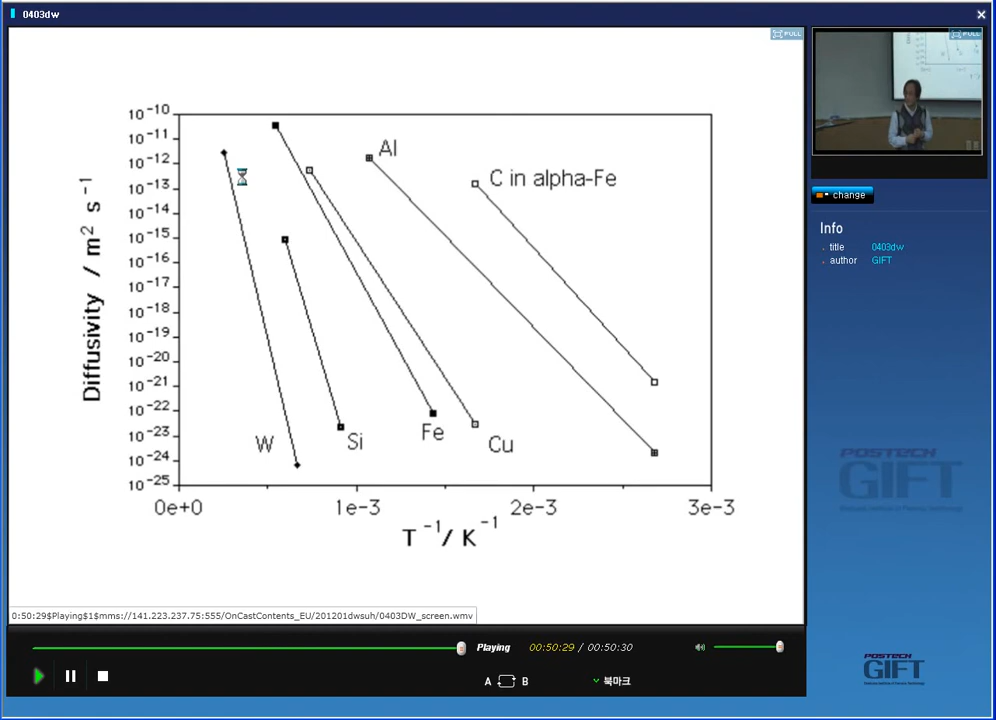 0403dw
FULL
FULL
10⁻¹⁰
10⁻¹¹
10⁻¹²
10⁻¹³
10⁻¹⁴
10⁻¹⁵
10⁻¹⁶
10⁻¹⁷
10⁻¹⁸
10⁻¹⁹
10⁻²⁰
10⁻²¹
10⁻²²
10⁻²³
10⁻²⁴
10⁻²⁵
Diffusivity / m² s⁻¹
Al
C in alpha-Fe
W
Si
Fe
Cu
0e+0 1e-3 2e-3 3e-3
T⁻¹/ K⁻¹
change
Info
. title 0403dw
. author GIFT
POSTECH
GIFT
0:50:29$Playing$1$mms://141.223.237.75:555/OnCastContents_EU/201201dwsuh/0403DW_screen.wmv
Playing 00:50:29 / 00:50:30
A B 북마크
POSTECH
GIFT